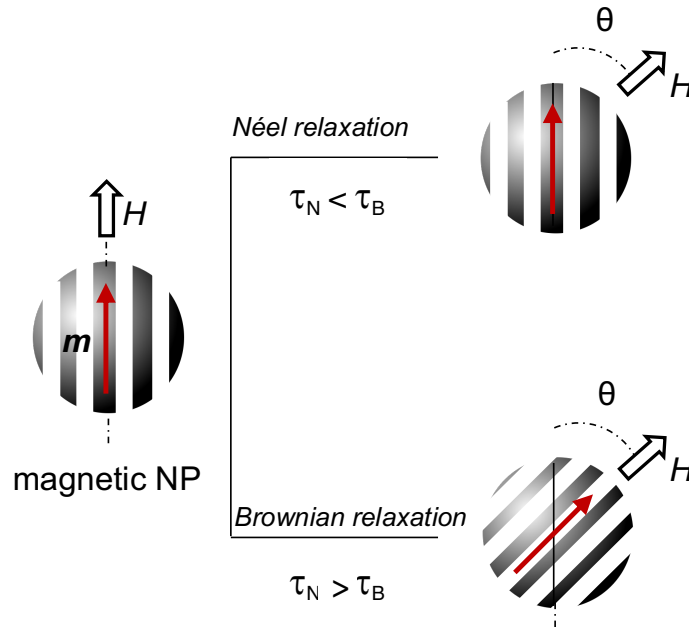 θ
H
Néel relaxation
τN < τB
H
m
magnetic NP
θ
H
Brownian relaxation
τN > τB